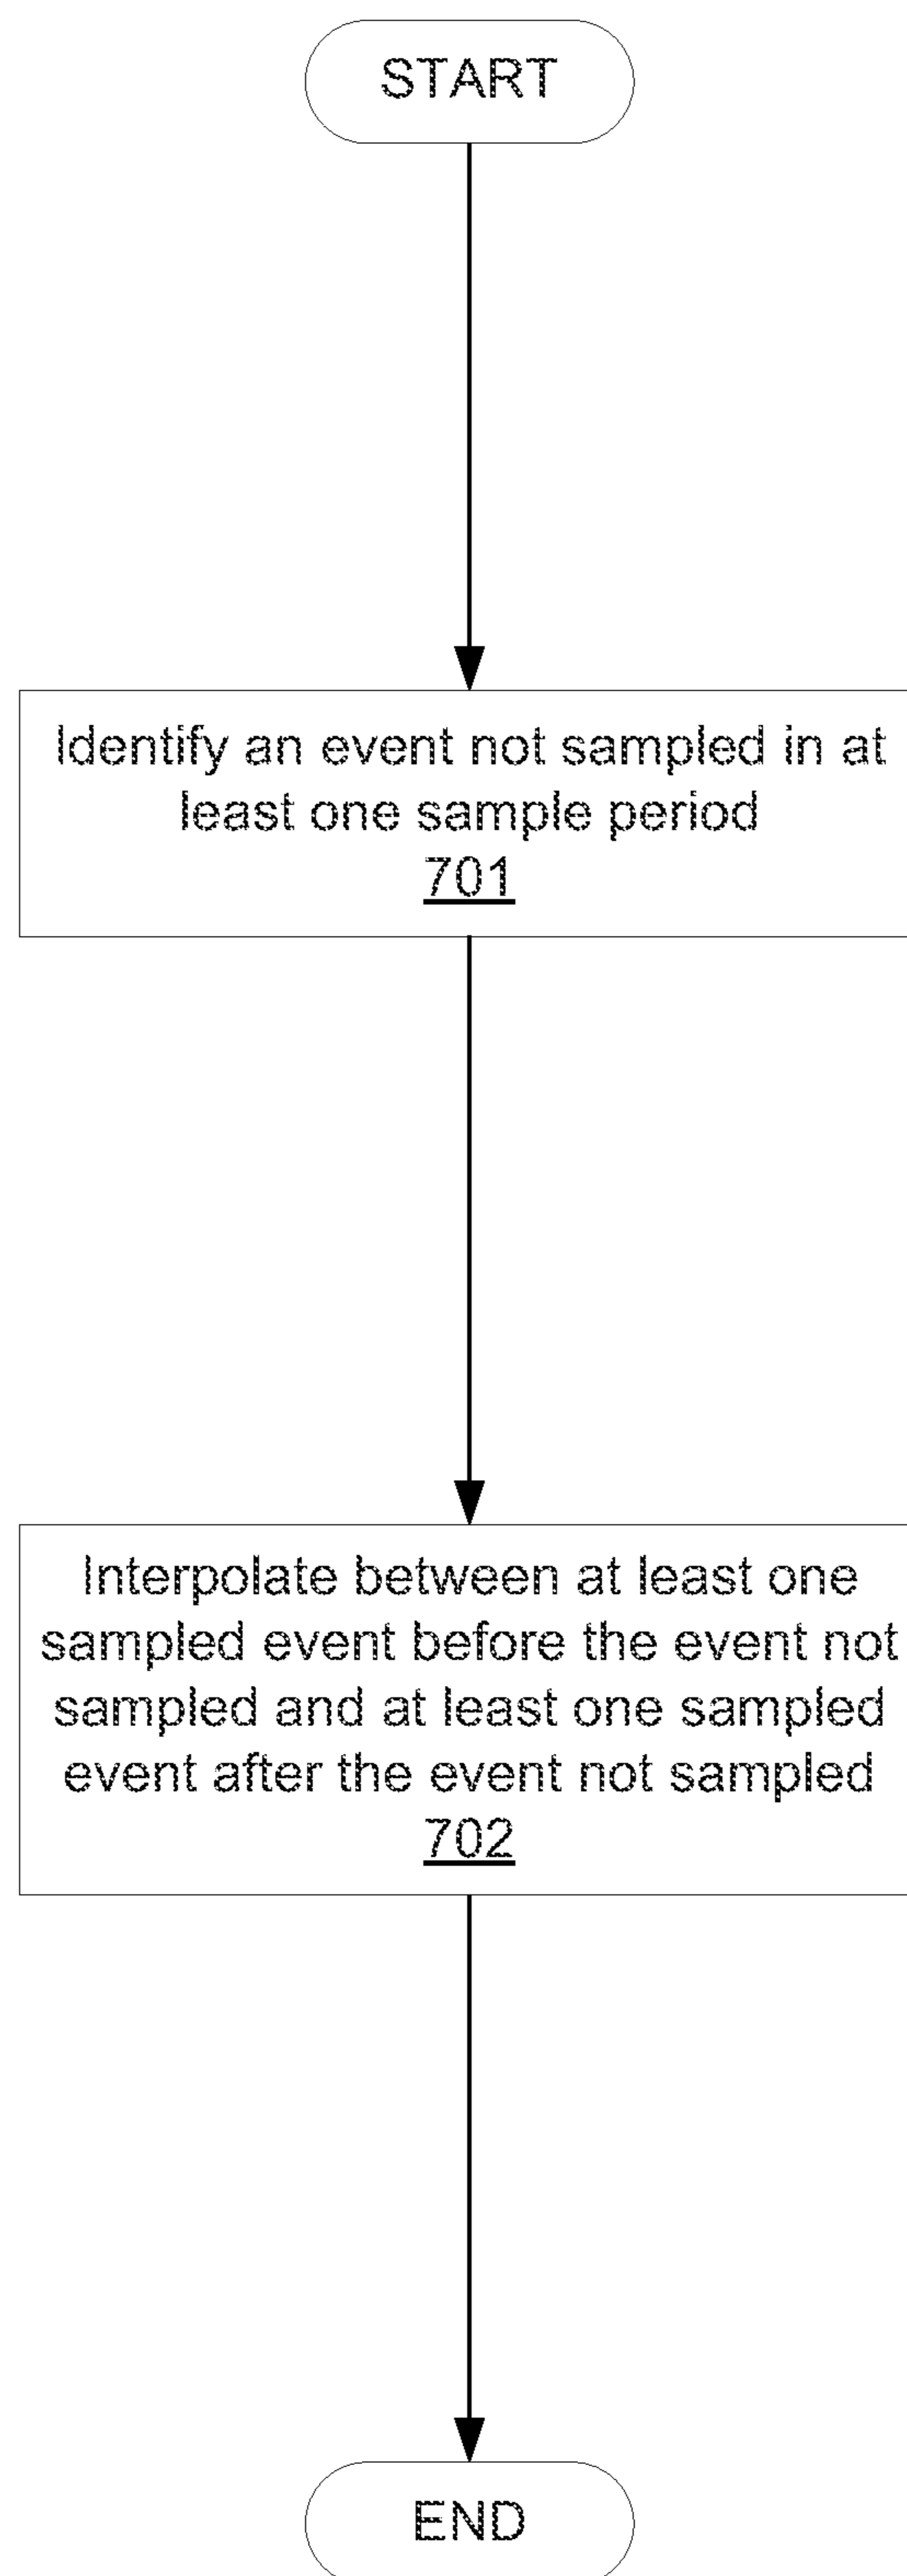 START
Identify an event not sampled in at
least one sample period
701
Interpolate between at least one
sampled event before the event not
sampled and at least one sampled
event after the event not sampled
702
END